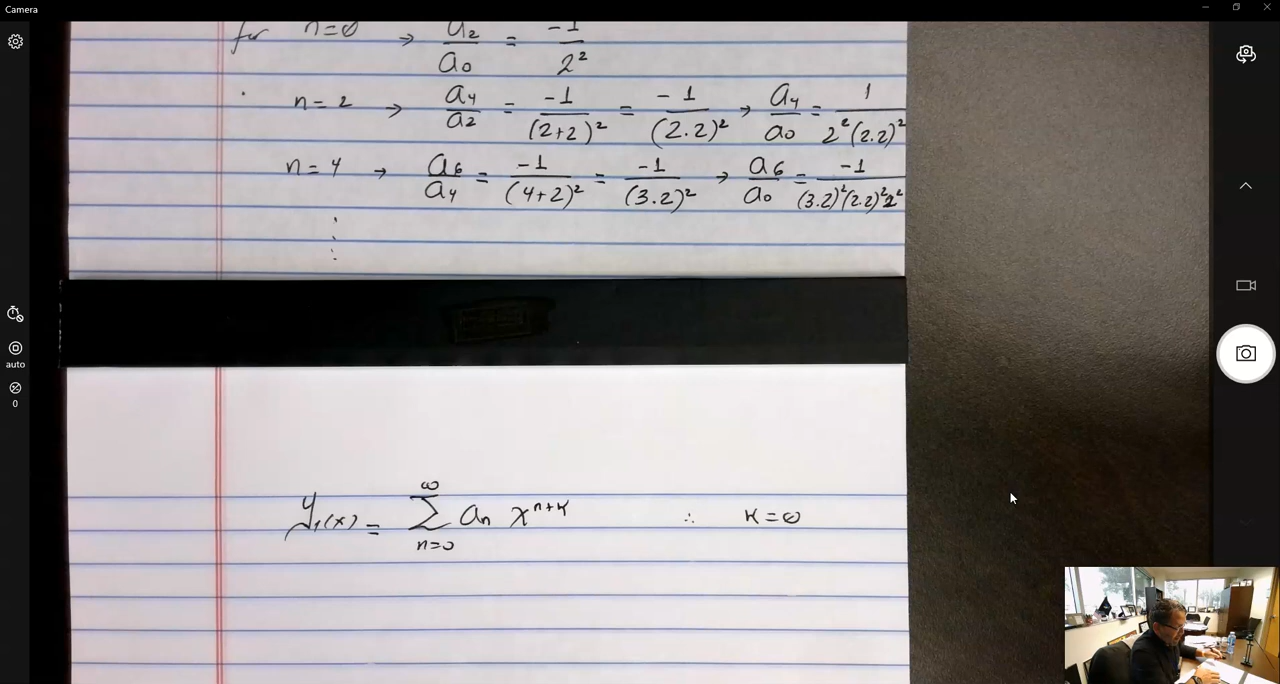 Camera
for n=0 → a₂/a₀ = -1/2²
n=2 → a₄/a₂ = -1/(2+2)² = -1/(2.2)² → a₄/a₀ = 1/2²(2.2)²
n=4 → a₆/a₄ = -1/(4+2)² = -1/(3.2)² → a₆/a₀ = -1/(3.2)²(2.2)²2²
⋮
auto
0
y₁(x) = ∑ₙ₌₀^∞ aₙ xⁿ⁺ᴷ ∴ K=0